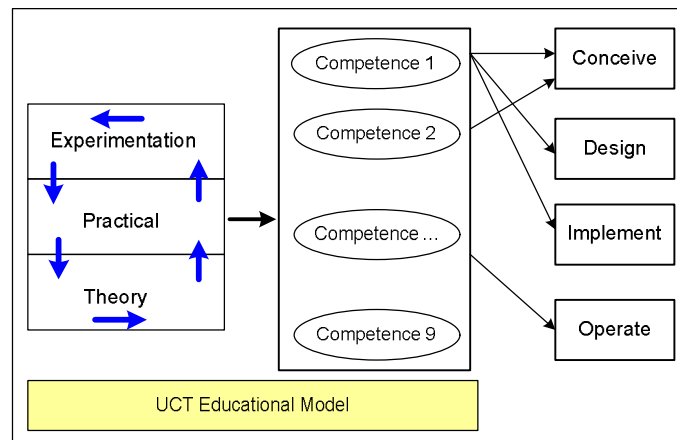 Experimentation
Practical
Theory
Competence 1
Competence 2
Competence ...
Competence 9
Conceive
Design
Implement
Operate
UCT Educational Model